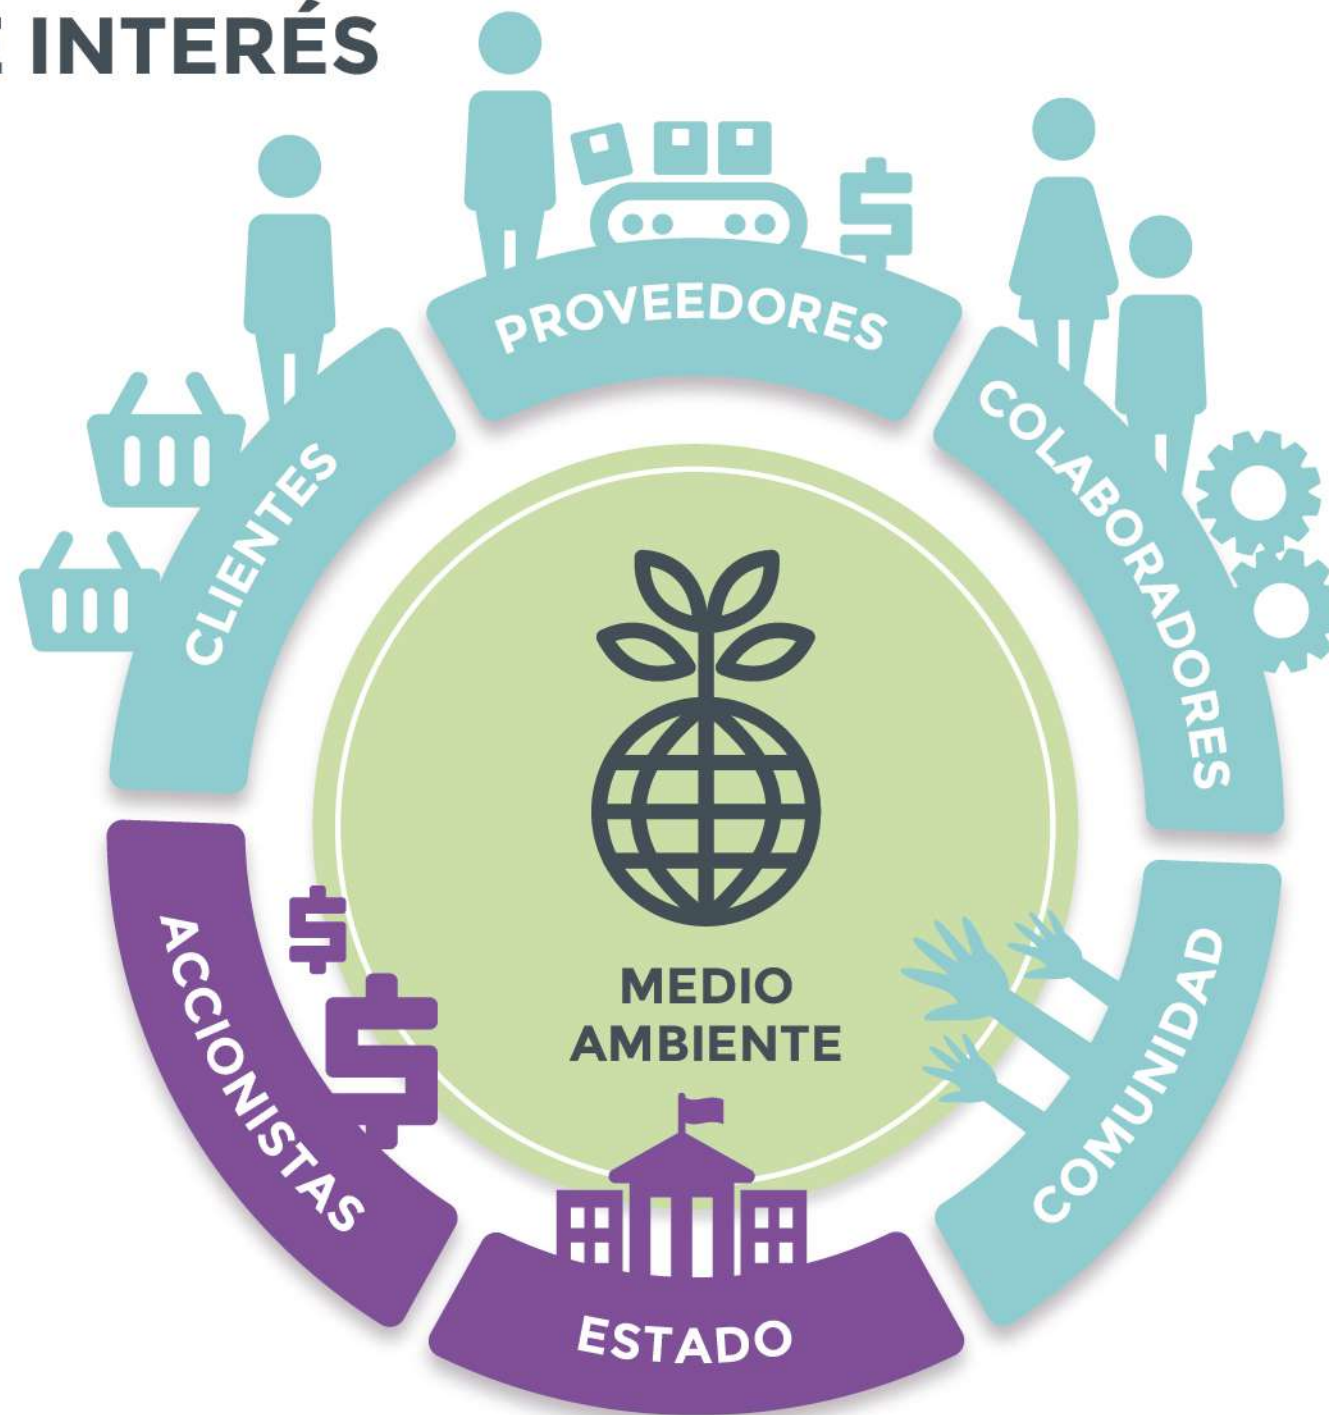 E INTERÉS
PROVEEDORES
CLIENTES
COLABORADORES
MEDIO
AMBIENTE
ACCIONISTAS
COMUNIDAD
ESTADO